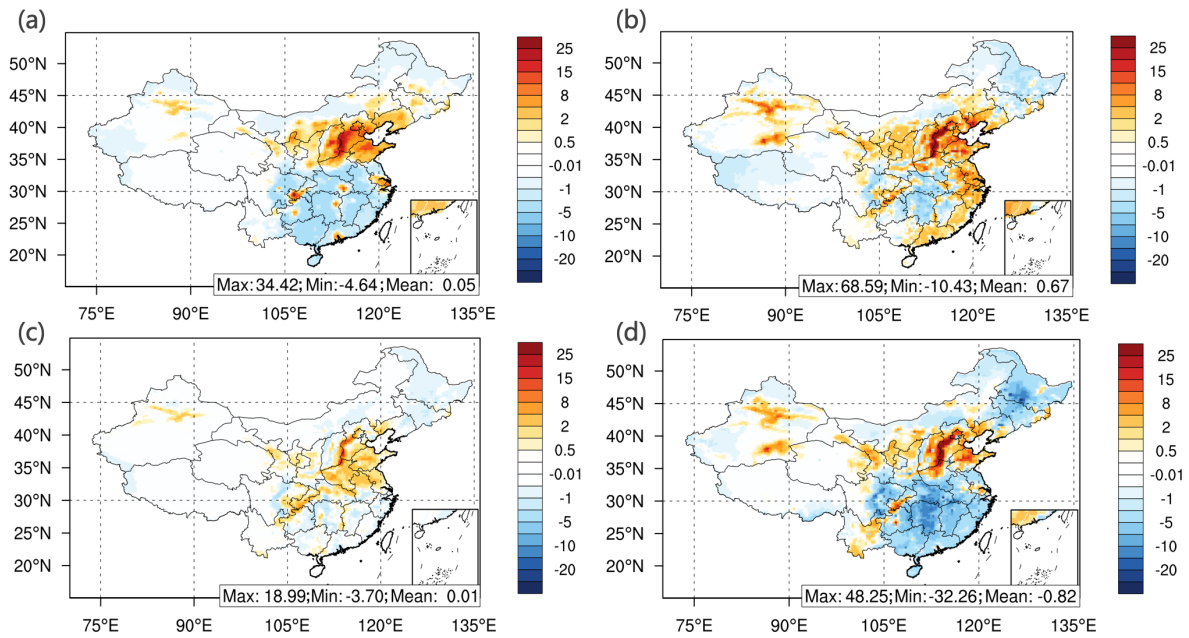 (a)
50°N
45°N
40°N
35°N
30°N
25°N
20°N
75°E
90°E
105°E
120°E
135°E
Max:34.42;Min:-4.64;Mean: 0.05
25
15
8
2
0.5
-0.01
-1
-5
-10
-20
(b)
50°N
45°N
40°N
35°N
30°N
25°N
20°N
75°E
90°E
105°E
120°E
135°E
Max:68.59;Min:-10.43;Mean: 0.67
25
15
8
2
0.5
-0.01
-1
-5
-10
-20
(c)
50°N
45°N
40°N
35°N
30°N
25°N
20°N
75°E
90°E
105°E
120°E
135°E
Max: 18.99;Min:-3.70; Mean: 0.01
25
15
8
2
0.5
-0.01
-1
-5
-10
-20
(d)
50°N
45°N
40°N
35°N
30°N
25°N
20°N
75°E
90°E
105°E
120°E
135°E
Max:48.25;Min:-32.26; Mean:-0.82
25
15
8
2
0.5
-0.01
-1
-5
-10
-20